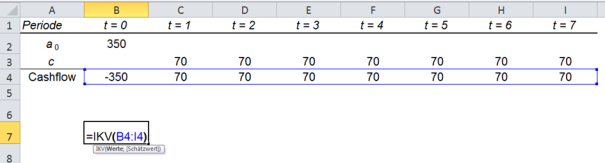 A B C D E F G H I
1 Periode t = 0 t = 1 t = 2 t = 3 t = 4 t = 5 t = 6 t = 7
2 a 0 350
3 c 70 70 70 70 70 70 70
4 Cashflow -350 70 70 70 70 70 70 70
5
6
7 =IKV(B4:I4)
IKV(Werte; [Schätzwert])
8